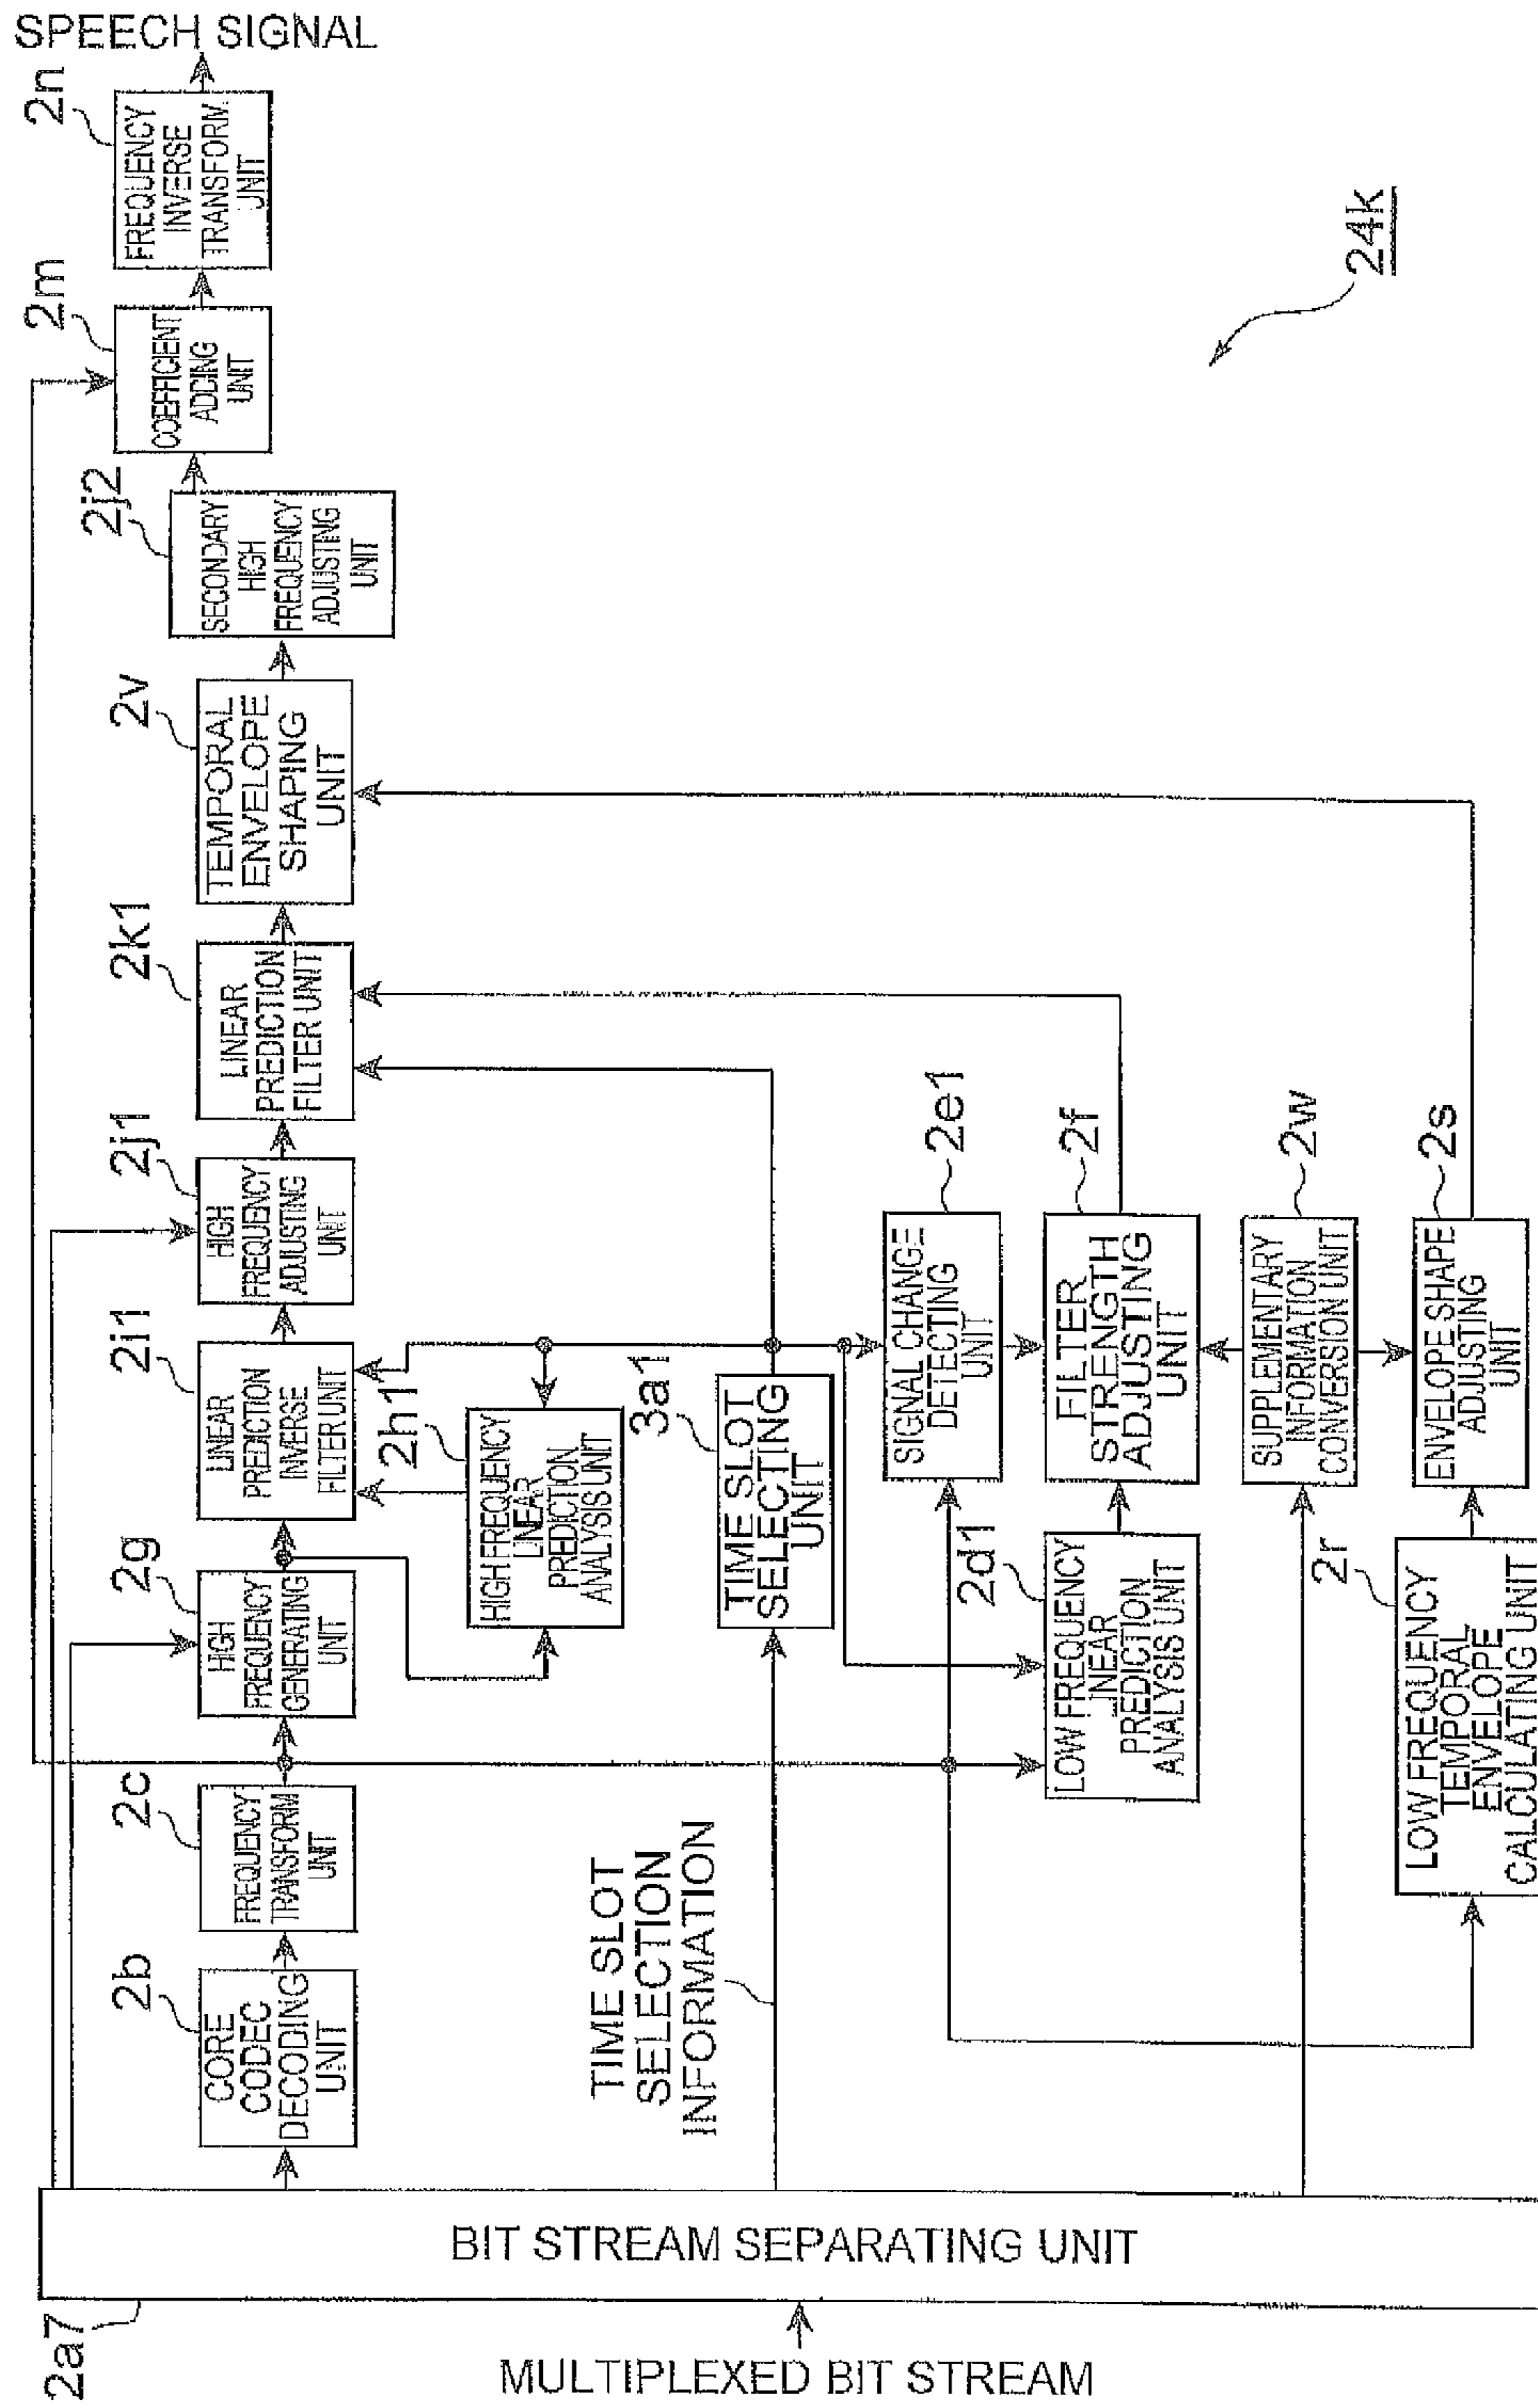 MULTIPLEXED BIT STREAM
2a7
BIT STREAM SEPARATING UNIT
2b
CORE
CODEC
DECODING
UNIT
2c
FREQUENCY
TRANSFORM
UNIT
2g
HIGH
FREQUENCY
GENERATING
UNIT
2i1
LINEAR
PREDICTION
INVERSE
FILTER UNIT
2j1
HIGH
FREQUENCY
ADJUSTING
UNIT
2k1
LINEAR
PREDICTION
FILTER UNIT
2v
TEMPORAL
ENVELOPE
SHAPING
UNIT
2j2
SECONDARY
HIGH
FREQUENCY
ADJUSTING
UNIT
2m
COEFFICIENT
ADDING
UNIT
2n
FREQUENCY
INVERSE
TRANSFORM
UNIT
SPEECH SIGNAL
2h1
HIGH FREQUENCY
LINEAR
PREDICTION
ANALYSIS UNIT
TIME SLOT
SELECTION
INFORMATION
3a1
TIME SLOT
SELECTING
UNIT
2e1
SIGNAL CHANGE
DETECTING
UNIT
2d1
LOW FREQUENCY
LINEAR
PREDICTION
ANALYSIS UNIT
2f
FILTER
STRENGTH
ADJUSTING
UNIT
2w
SUPPLEMENTARY
INFORMATION
CONVERSION UNIT
2r
LOW FREQUENCY
TEMPORAL
ENVELOPE
CALCULATING UNIT
2s
ENVELOPE SHAPE
ADJUSTING
UNIT
24k